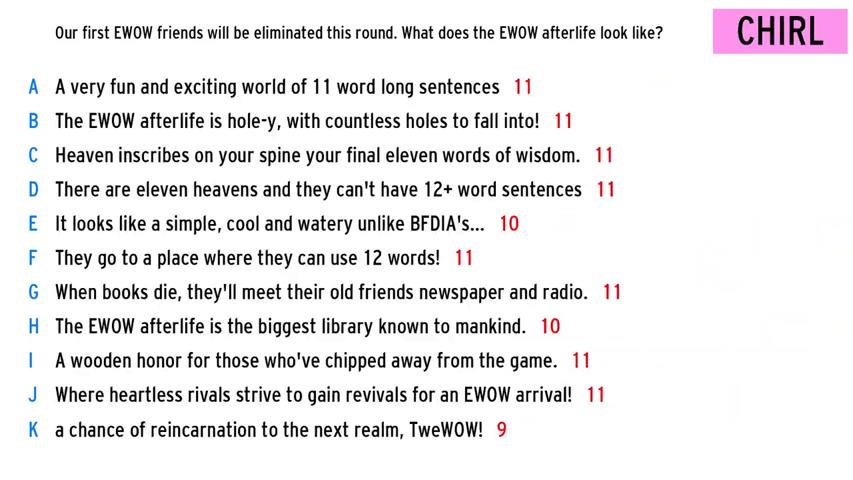 Our first EWOW friends will be eliminated this round. What does the EWOW afterlife look like?
CHIRL
A A very fun and exciting world of 11 word long sentences 11
B The EWOW afterlife is hole-y, with countless holes to fall into! 11
C Heaven inscribes on your spine your final eleven words of wisdom. 11
D There are eleven heavens and they can't have 12+ word sentences 11
E It looks like a simple, cool and watery unlike BFDIA's... 10
F They go to a place where they can use 12 words! 11
G When books die, they'll meet their old friends newspaper and radio. 11
H The EWOW afterlife is the biggest library known to mankind. 10
I A wooden honor for those who've chipped away from the game. 11
J Where heartless rivals strive to gain revivals for an EWOW arrival! 11
K a chance of reincarnation to the next realm, TweWOW! 9